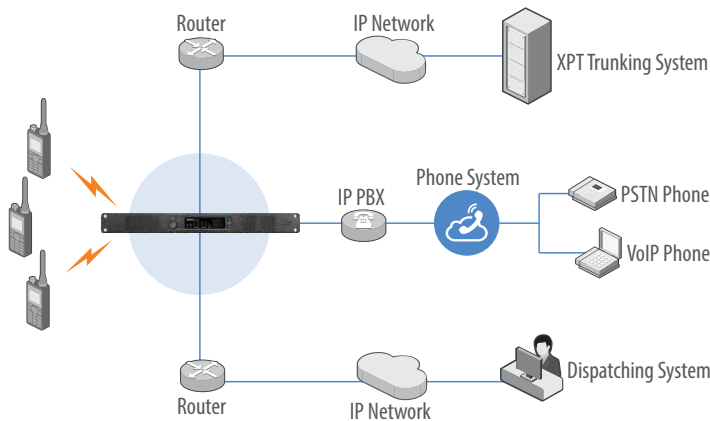 Router
IP Network
XPT Trunking System
IP PBX
Phone System
PSTN Phone
VoIP Phone
Dispatching System
Router
IP Network